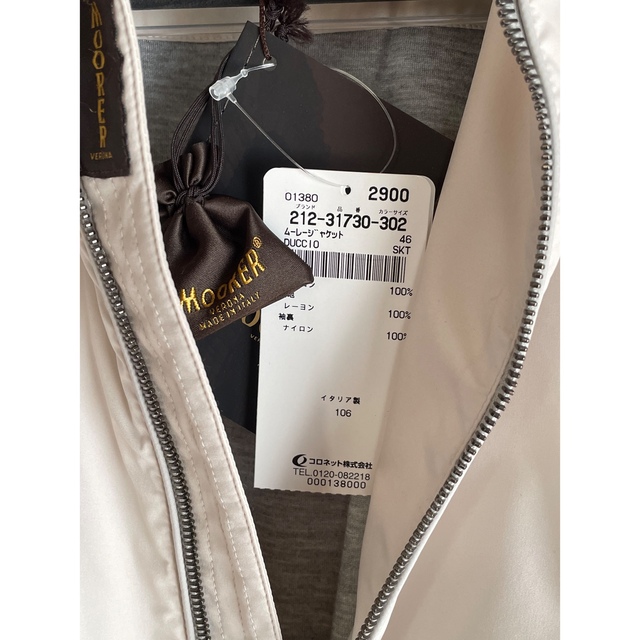 MOORER
VERONA
01380 2900
ブランド 品番 カラーサイズ
212-31730-302
ムーレージャケット 46
DUCCIO SKT
100%
レーヨン 100%
袖裏
ナイロン 100%
イタリア製
106
コロネット株式会社
TEL.0120-082218
000138000
MOORER®
VERONA
MADE IN ITALY